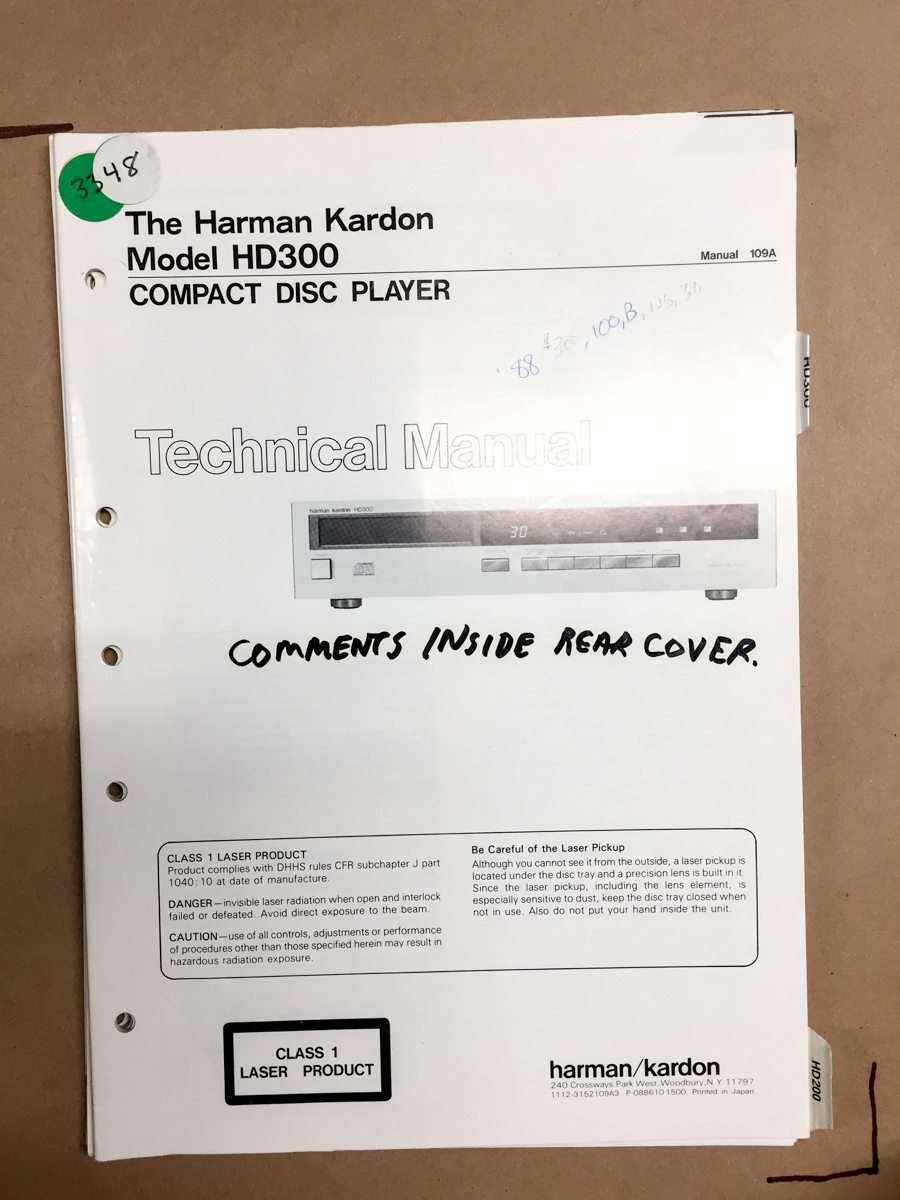 3348
The Harman Kardon
Model HD300
Manual 109A
COMPACT DISC PLAYER
'88 $300, 100, B, 125, 30
HD300
Technical Manual
harman kardon HD300
30
COMMENTS INSIDE REAR COVER.
CLASS 1 LASER PRODUCT
Product complies with DHHS rules CFR subchapter J part
1040:10 at date of manufacture.
DANGER—invisible laser radiation when open and interlock
failed or defeated. Avoid direct exposure to the beam.
CAUTION—use of all controls, adjustments or performance
of procedures other than those specified herein may result in
hazardous radiation exposure.
Be Careful of the Laser Pickup
Although you cannot see it from the outside, a laser pickup is
located under the disc tray and a precision lens is built in it.
Since the laser pickup, including the lens element, is
especially sensitive to dust, keep the disc tray closed when
not in use. Also do not put your hand inside the unit.
CLASS 1
LASER PRODUCT
harman/kardon
240 Crossways Park West, Woodbury, N Y 11797
1112-3152109A3 P-0886101500 Printed in Japan
HD200